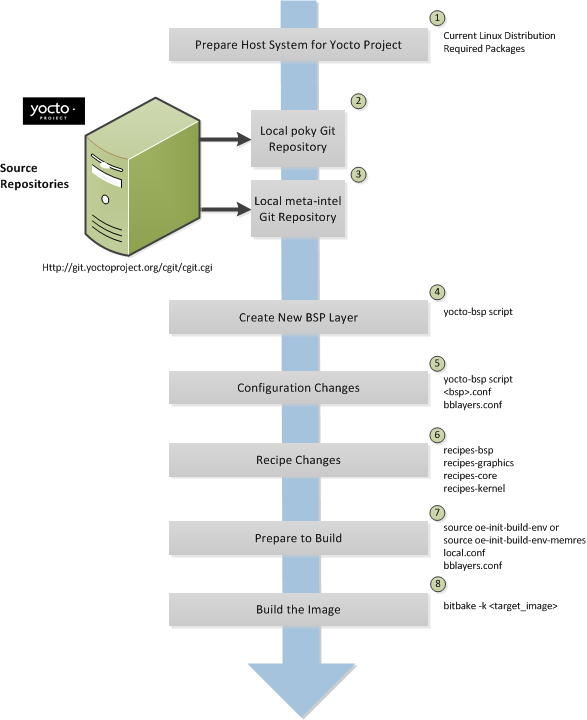 1
Prepare Host System for Yocto Project
Current Linux Distribution
Required Packages
yocto ·
PROJECT
Source
Repositories
2
Local poky Git
Repository
3
Local meta-intel
Git Repository
Http://git.yoctoproject.org/cgit/cgit.cgi
4
Create New BSP Layer
yocto-bsp script
5
Configuration Changes
yocto-bsp script
<bsp>.conf
bblayers.conf
6
Recipe Changes
recipes-bsp
recipes-graphics
recipes-core
recipes-kernel
7
Prepare to Build
source oe-init-build-env or
source oe-init-build-env-memres
local.conf
bblayers.conf
8
Build the Image
bitbake -k <target_image>